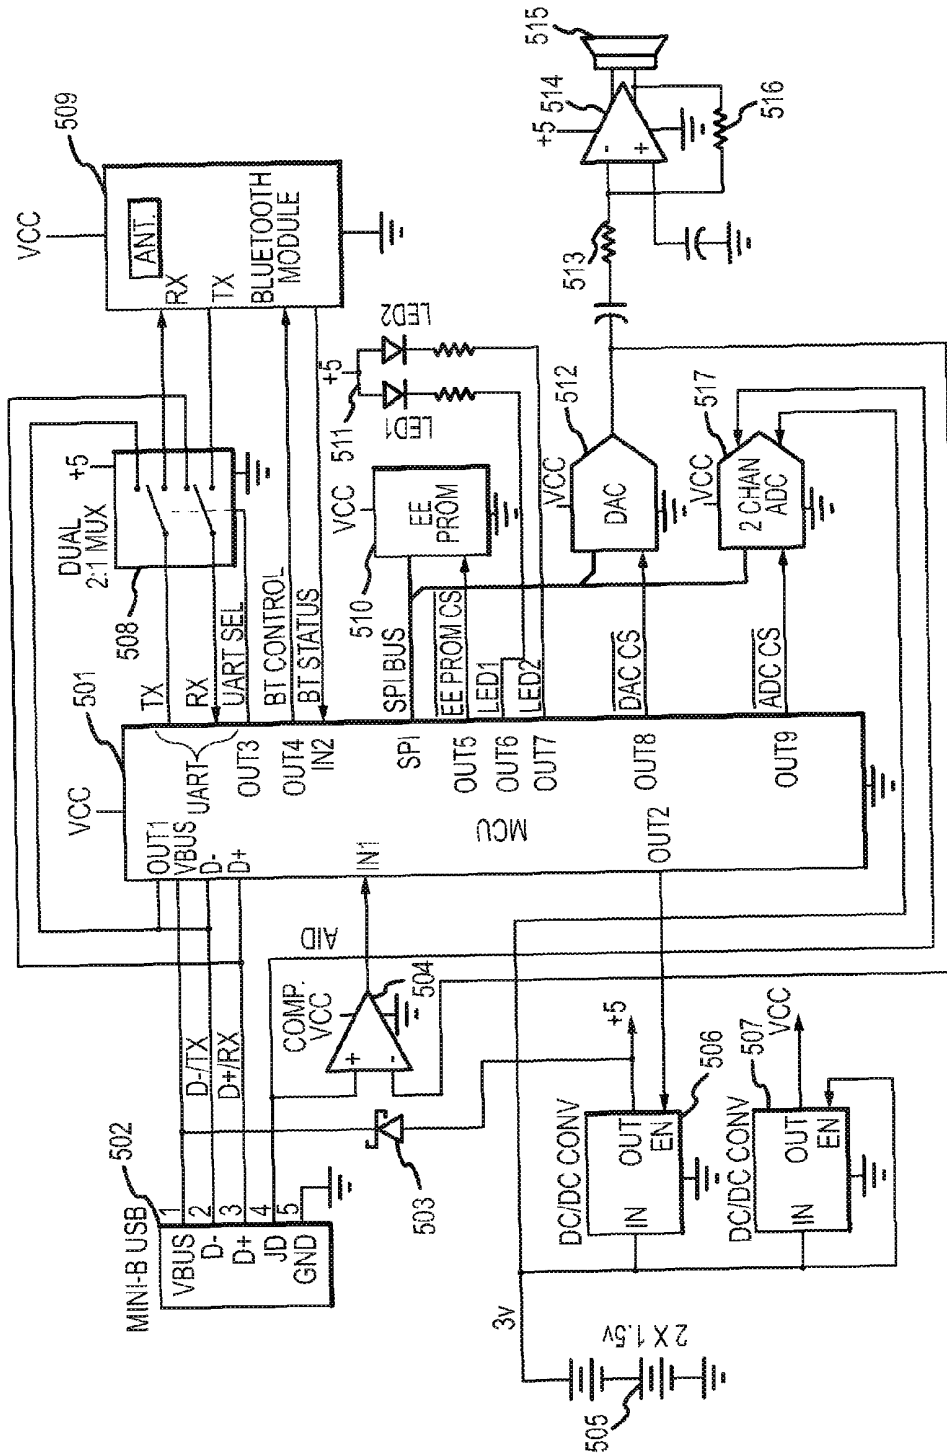 MINI-B USB
502
VBUS
D-
D+
JD
GND
1
2
3
4
5
D-/TX
D+/RX
503
COMP.
VCC
+
-
504
AID
3v
2 X 1.5v
505
DC/DC CONV
IN
OUT
EN
506
+5
DC/DC CONV
IN
OUT
EN
507
VCC
VCC
501
OUT1
VBUS
D-
D+
IN1
OUT2
MCU
UART
OUT3
OUT4
IN2
SPI
OUT5
OUT6
OUT7
OUT8
OUT9
TX
RX
UART SEL
BT CONTROL
BT STATUS
SPI BUS
EE PROM CS
LED1
LED2
DAC CS
ADC CS
DUAL
2:1 MUX
+5
508
VCC
509
ANT.
RX
TX
BLUETOOTH
MODULE
VCC
510
EE
PROM
511
+5
LED1
LED2
VCC
512
DAC
VCC
517
2 CHAN
ADC
513
+5
514
-
+
515
516